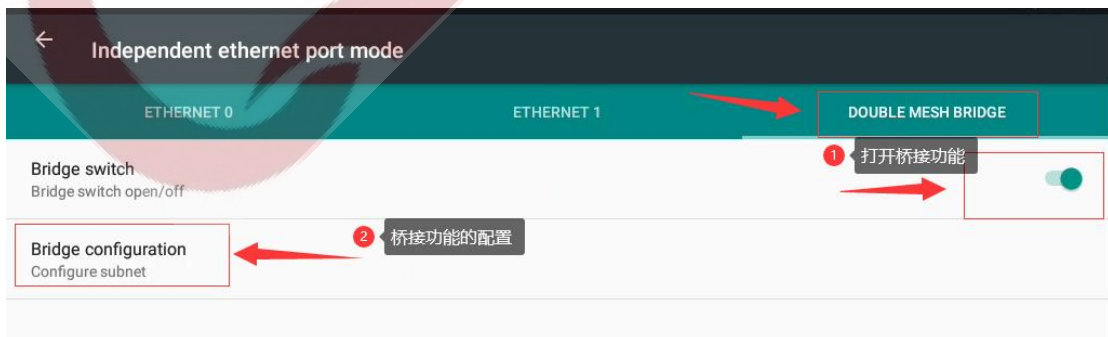 Independent ethernet port mode
ETHERNET 0
ETHERNET 1
DOUBLE MESH BRIDGE
1 打开桥接功能
Bridge switch
Bridge switch open/off
2 桥接功能的配置
Bridge configuration
Configure subnet